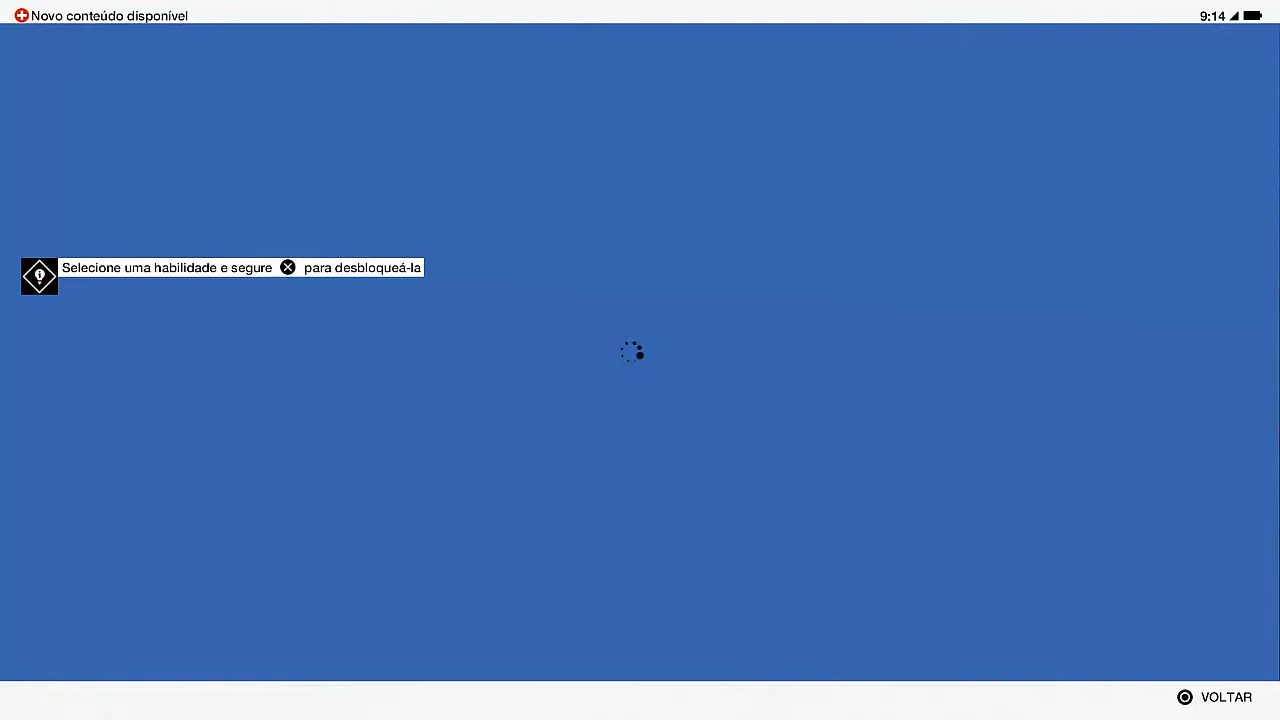 Novo conteúdo disponível
9:14
Selecione uma habilidade e segure para desbloqueá-la
VOLTAR